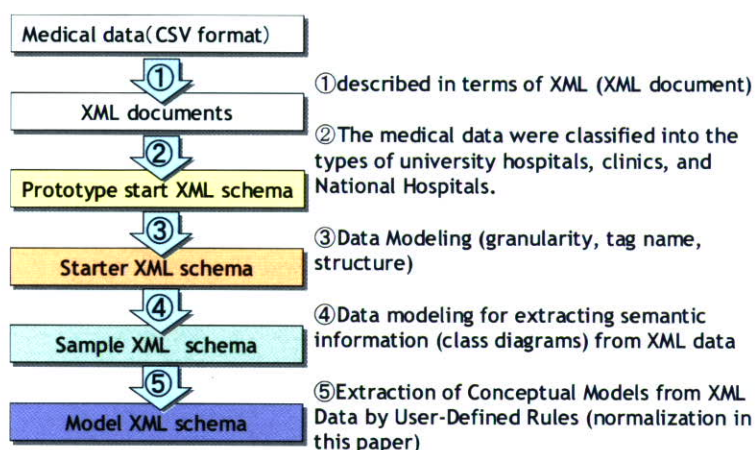 Medical data(CSV format)
①
①described in terms of XML (XML document)
XML documents
②
②The medical data were classified into the
types of university hospitals, clinics, and
National Hospitals.
Prototype start XML schema
③
③Data Modeling (granularity, tag name,
structure)
Starter XML schema
④
④Data modeling for extracting semantic
information (class diagrams) from XML data
Sample XML schema
⑤
⑤Extraction of Conceptual Models from XML
Data by User-Defined Rules (normalization in
this paper)
Model XML schema